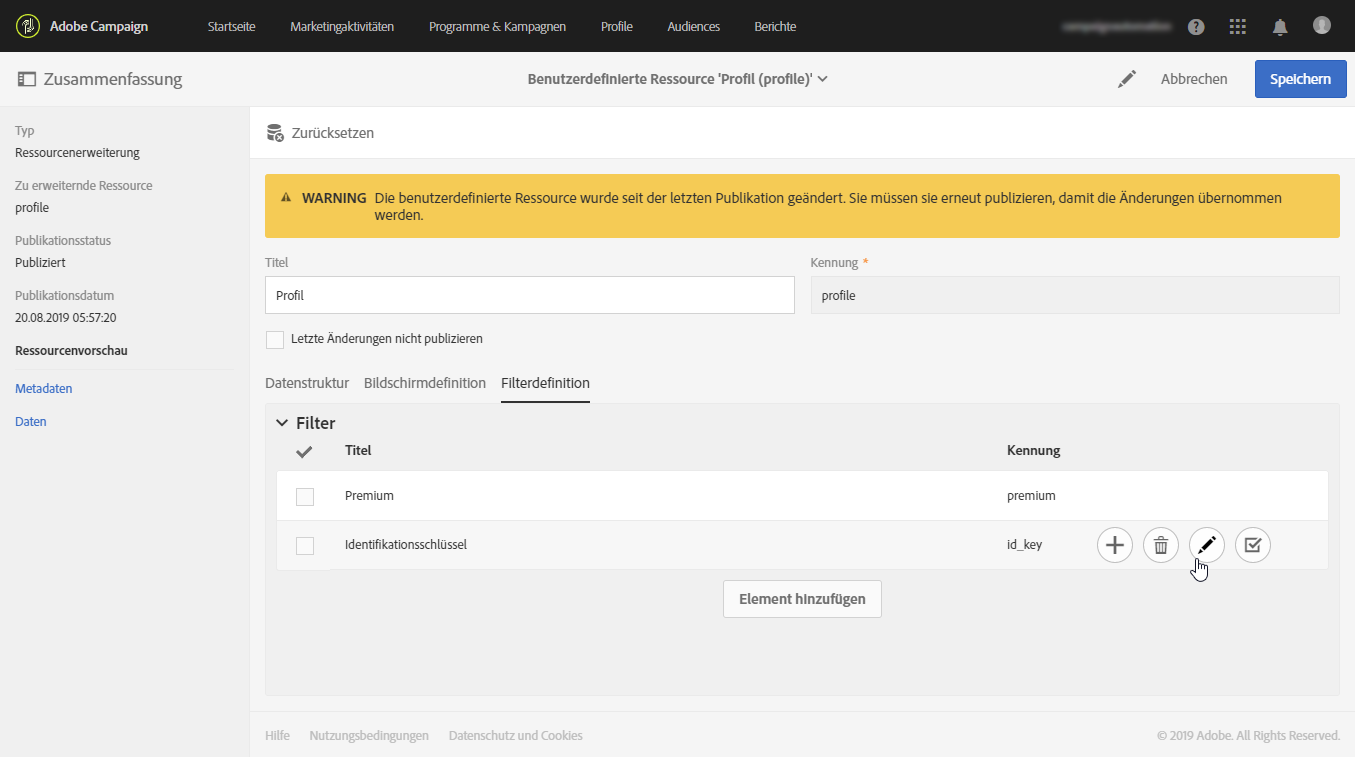 Adobe Campaign
Startseite
Marketingaktivitäten
Programme & Kampagnen
Profile
Audiences
Berichte
Zusammenfassung
Benutzerdefinierte Ressource 'Profil (profile)'
Abbrechen
Speichern
Typ
Ressourcenerweiterung
Zu erweiternde Ressource
profile
Publikationsstatus
Publiziert
Publikationsdatum
20.08.2019 05:57:20
Ressourcenvorschau
Metadaten
Daten
Zurücksetzen
WARNING Die benutzerdefinierte Ressource wurde seit der letzten Publikation geändert. Sie müssen sie erneut publizieren, damit die Änderungen übernommen
werden.
Titel
Kennung *
Profil
profile
Letzte Änderungen nicht publizieren
Datenstruktur
Bildschirmdefinition
Filterdefinition
Filter
Titel
Kennung
Premium
premium
Identifikationsschlüssel
id_key
Element hinzufügen
Hilfe
Nutzungsbedingungen
Datenschutz und Cookies
© 2019 Adobe. All Rights Reserved.